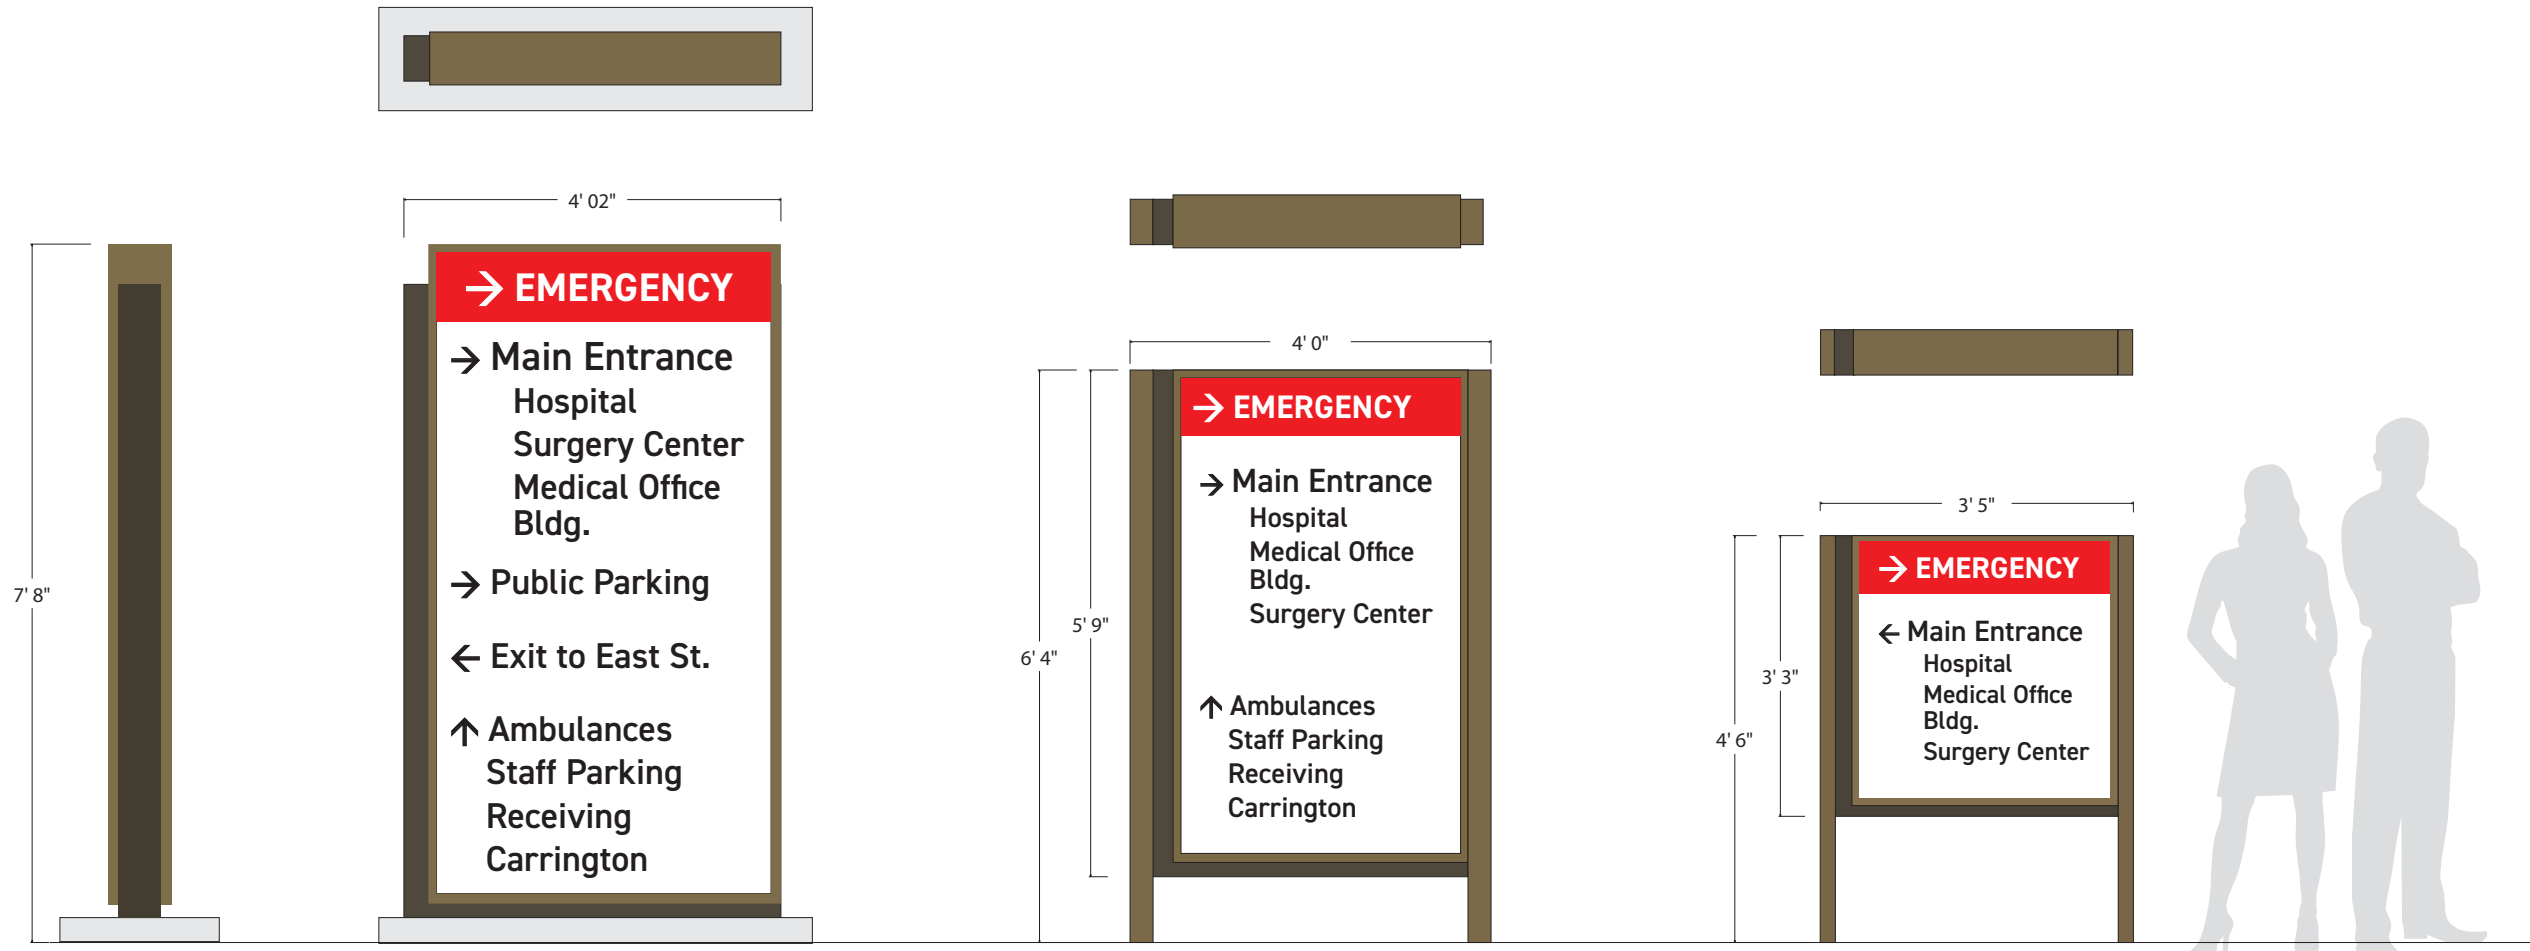 4' 02"
7' 8"
→ EMERGENCY
→ Main Entrance
Hospital
Surgery Center
Medical Office
Bldg.
→ Public Parking
← Exit to East St.
↑ Ambulances
Staff Parking
Receiving
Carrington
4' 0"
6' 4"
5' 9"
→ EMERGENCY
→ Main Entrance
Hospital
Medical Office
Bldg.
Surgery Center
↑ Ambulances
Staff Parking
Receiving
Carrington
3' 5"
4' 6"
3' 3"
→ EMERGENCY
← Main Entrance
Hospital
Medical Office
Bldg.
Surgery Center